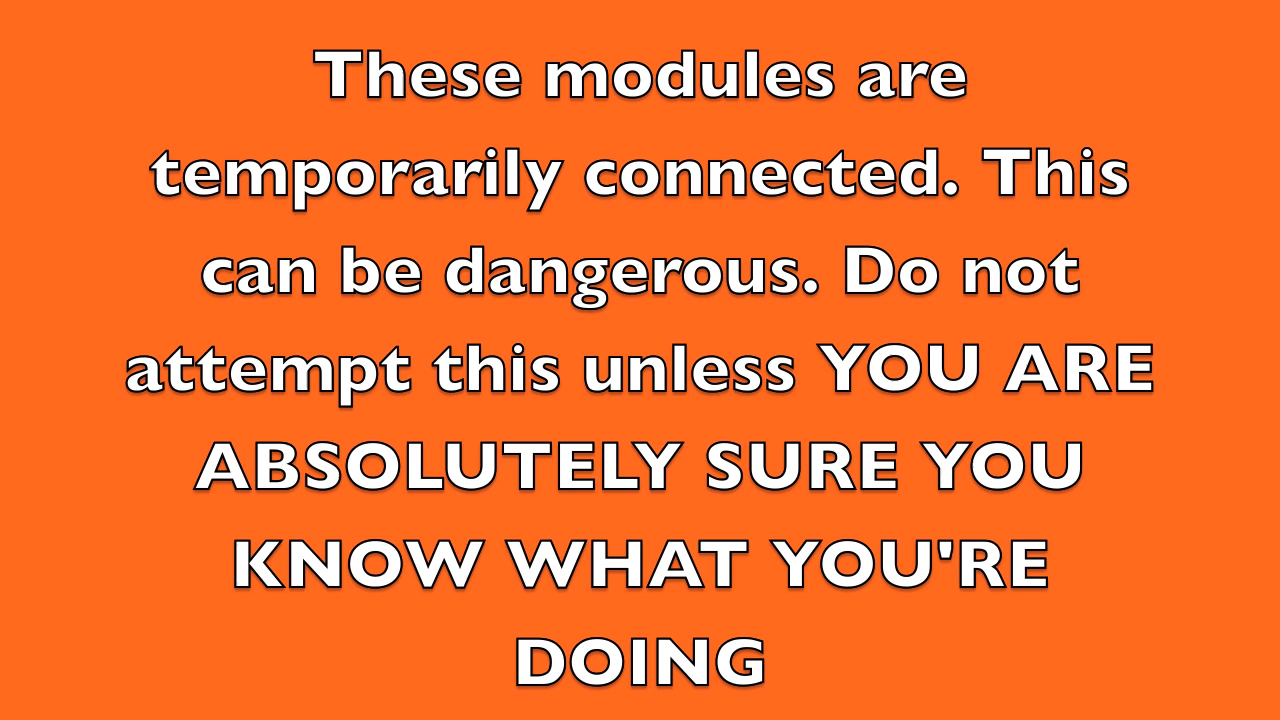 These modules are
temporarily connected. This
can be dangerous. Do not
attempt this unless YOU ARE
ABSOLUTELY SURE YOU
KNOW WHAT YOU'RE
DOING